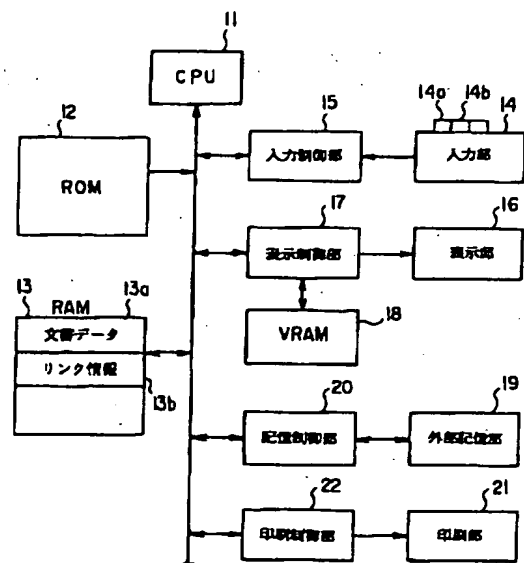 11
CPU
12
ROM
15
入力制御部
14a 14b 14
入力部
17
表示制御部
16
表示部
13 RAM 13a
文書データ
リンク情報
13b
VRAM
18
20
記憶制御部
19
外部記憶部
22
印刷制御部
21
印刷部